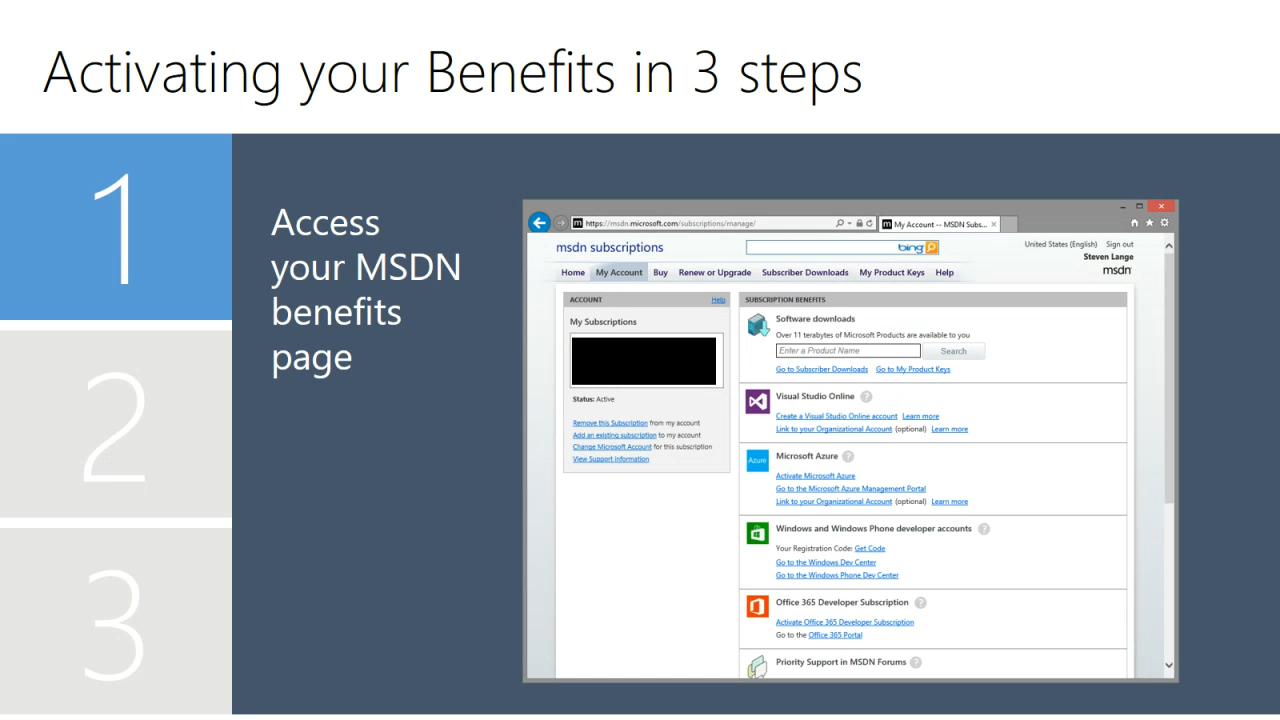 Activating your Benefits in 3 steps
1
2
3
Access
your MSDN
benefits
page
https://msdn.microsoft.com/subscriptions/manage/
m My Account -- MSDN Subs...
msdn subscriptions
bing
United States (English) Sign out
Steven Lange
msdn
Home My Account Buy Renew or Upgrade Subscriber Downloads My Product Keys Help
ACCOUNT Help
My Subscriptions
Status: Active
Remove this Subscription from my account
Add an existing subscription to my account
Change Microsoft Account for this subscription
View Support Information
SUBSCRIPTION BENEFITS
Software downloads
Over 11 terabytes of Microsoft Products are available to you
Enter a Product Name Search
Go to Subscriber Downloads Go to My Product Keys
Visual Studio Online ?
Create a Visual Studio Online account Learn more
Link to your Organizational Account (optional) Learn more
Azure
Microsoft Azure ?
Activate Microsoft Azure
Go to the Microsoft Azure Management Portal
Link to your Organizational Account (optional) Learn more
Windows and Windows Phone developer accounts ?
Your Registration Code: Get Code
Go to the Windows Dev Center
Go to the Windows Phone Dev Center
Office 365 Developer Subscription ?
Activate Office 365 Developer Subscription
Go to the Office 365 Portal
Priority Support in MSDN Forums ?